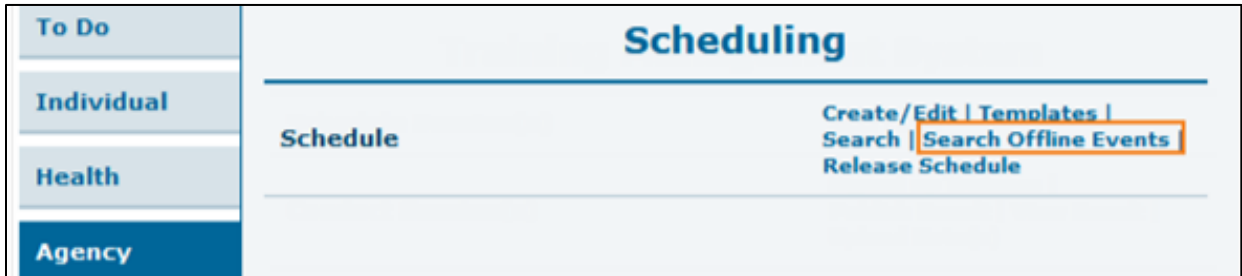 To Do
Individual
Health
Agency
Scheduling
Schedule
Create/Edit | Templates |
Search | Search Offline Events |
Release Schedule